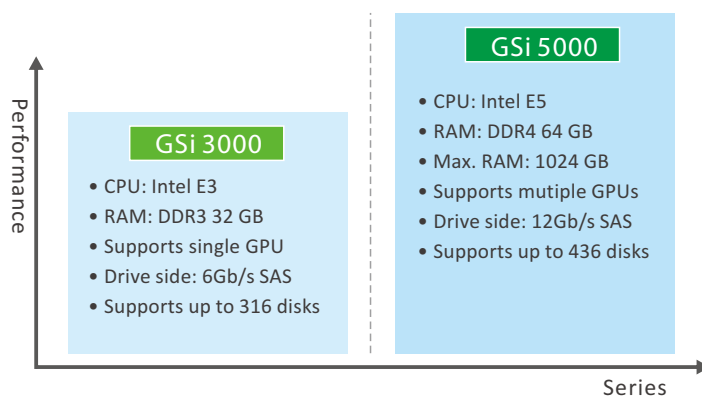 Performance
GSi 3000
• CPU: Intel E3
• RAM: DDR3 32 GB
• Supports single GPU
• Drive side: 6Gb/s SAS
• Supports up to 316 disks
GSi 5000
• CPU: Intel E5
• RAM: DDR4 64 GB
• Max. RAM: 1024 GB
• Supports mutiple GPUs
• Drive side: 12Gb/s SAS
• Supports up to 436 disks
Series